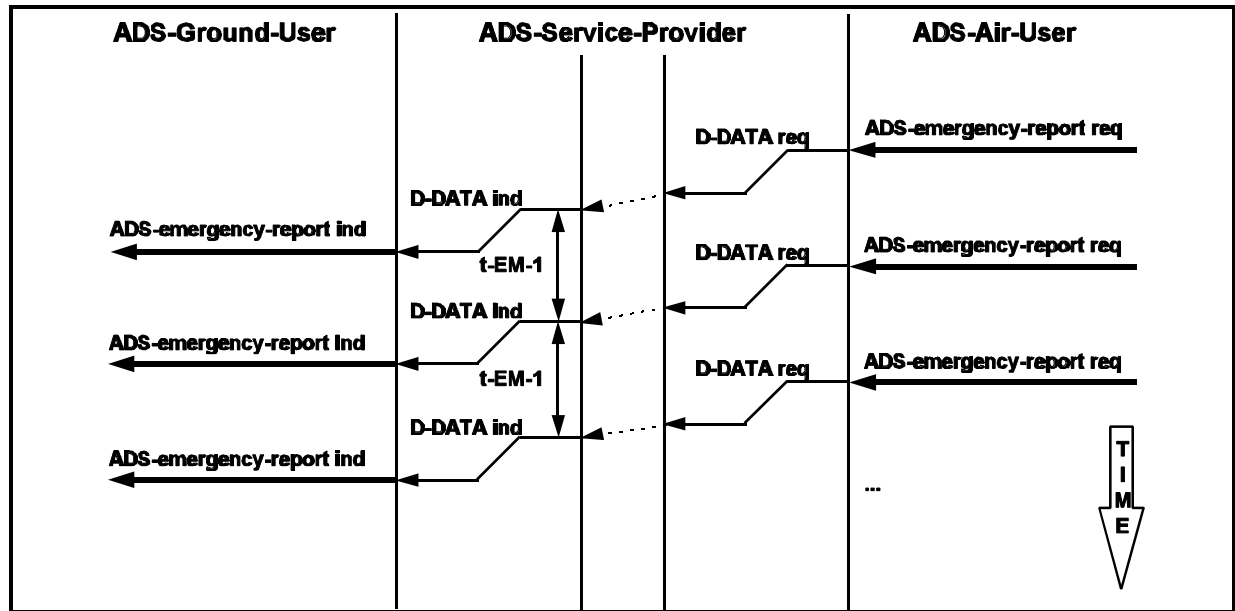 ADS-Ground-User
ADS-Service-Provider
ADS-Air-User
ADS-emergency-report req
D-DATA req
D-DATA ind
ADS-emergency-report ind
ADS-emergency-report req
D-DATA req
t-EM-1
D-DATA Ind
ADS-emergency-report Ind
ADS-emergency-report req
D-DATA req
t-EM-1
D-DATA ind
ADS-emergency-report ind
...
TIME